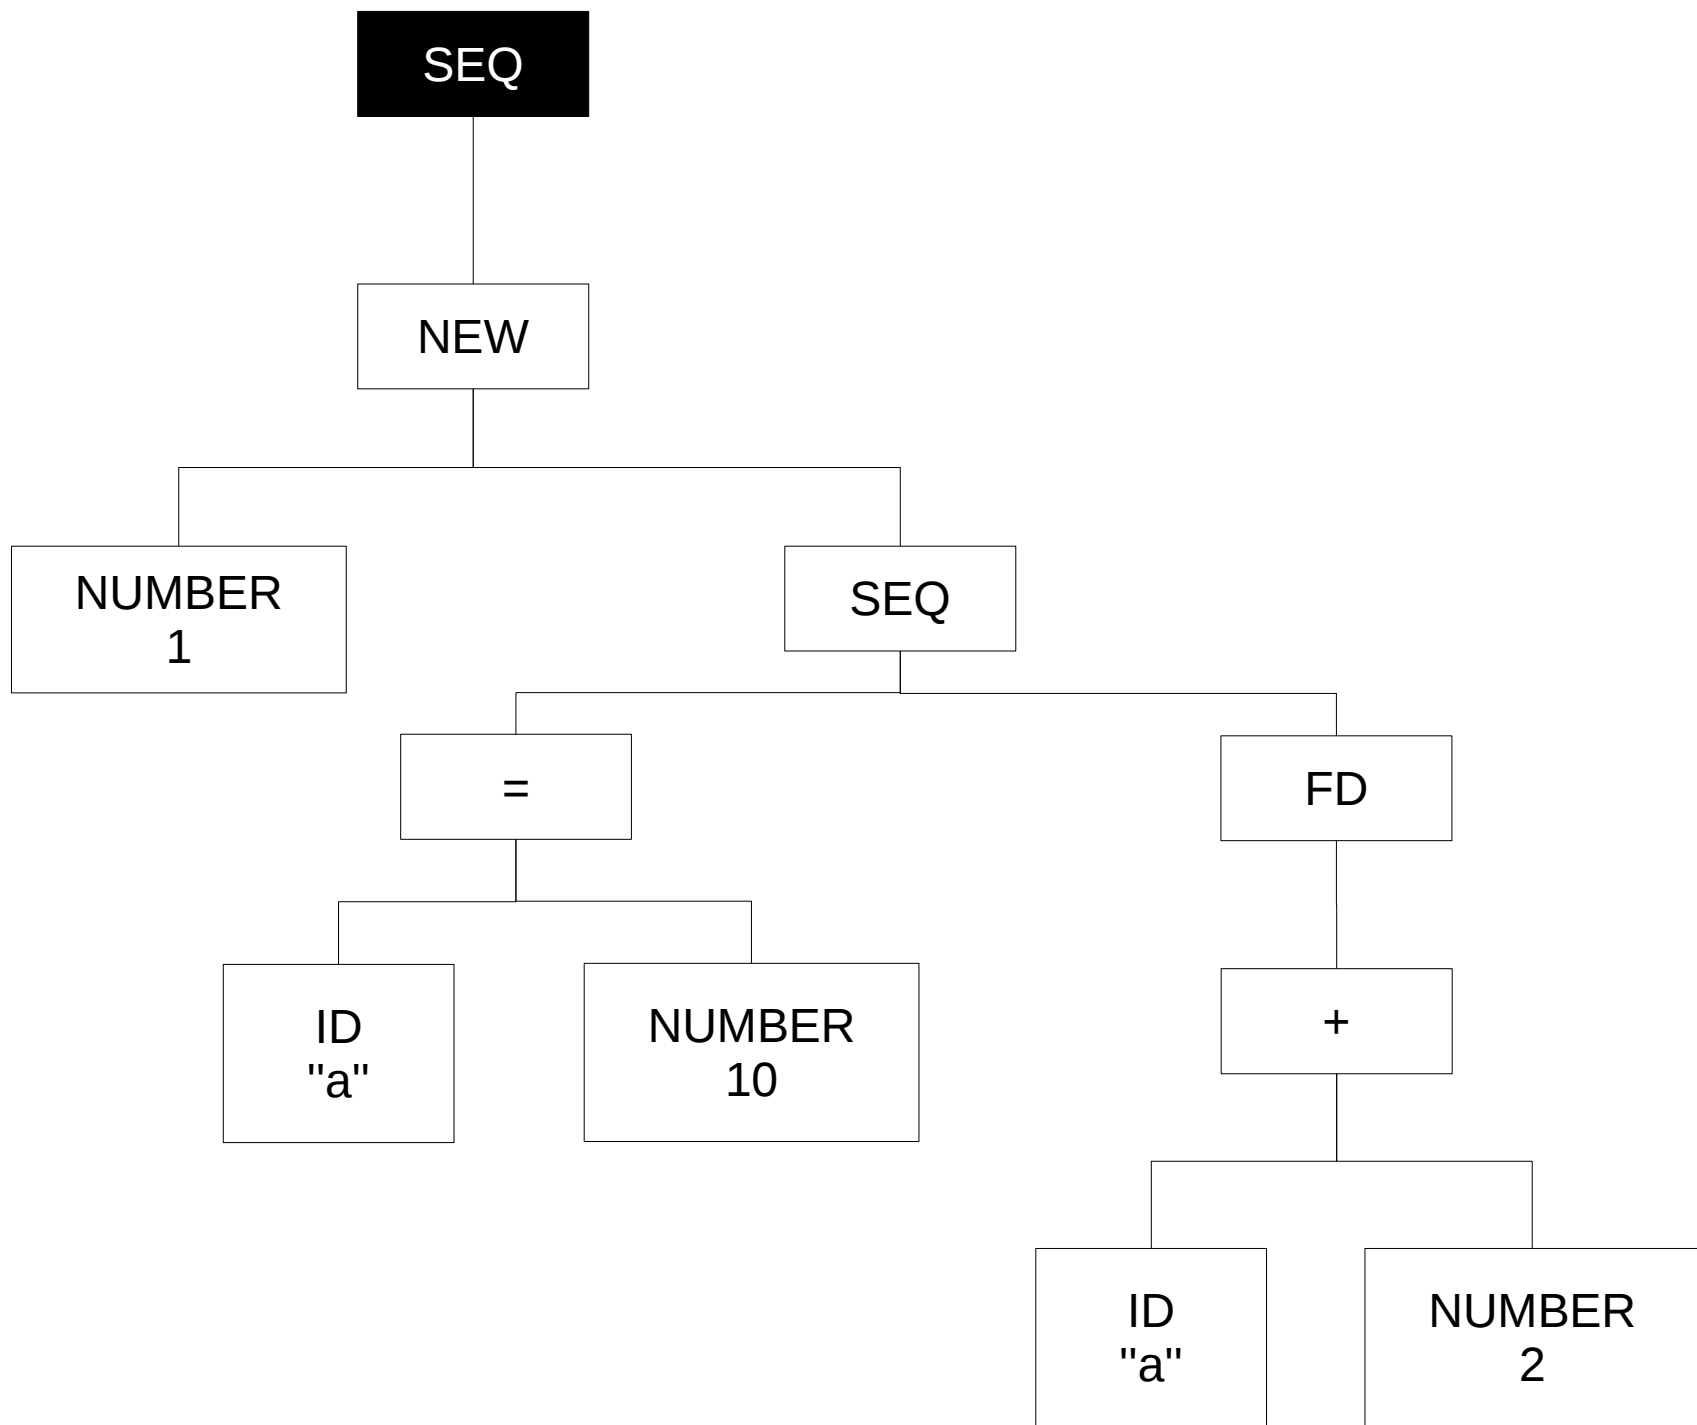 SEQ
NEW
NUMBER
1
SEQ
=
FD
ID
"a"
NUMBER
10
+
ID
"a"
NUMBER
2